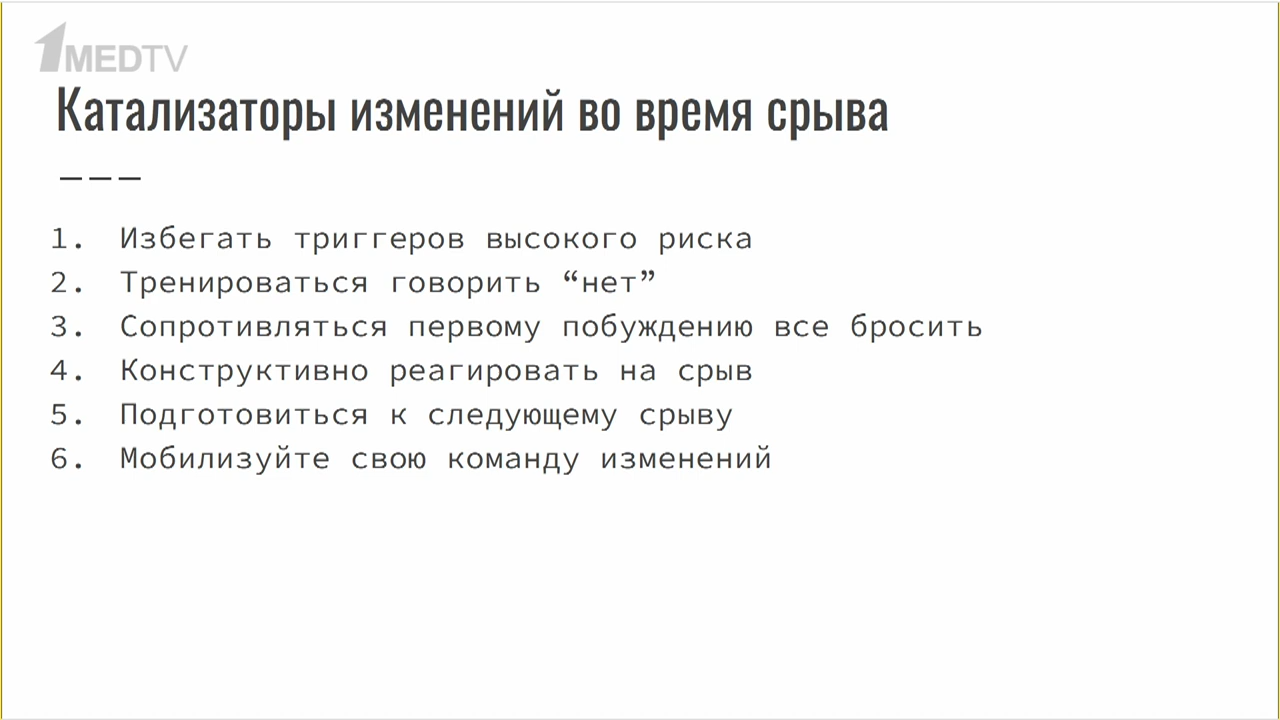 1MEDTV
Катализаторы изменений во время срыва
———
1. Избегать триггеров высокого риска
2. Тренироваться говорить “нет”
3. Сопротивляться первому побуждению все бросить
4. Конструктивно реагировать на срыв
5. Подготовиться к следующему срыву
6. Мобилизуйте свою команду изменений